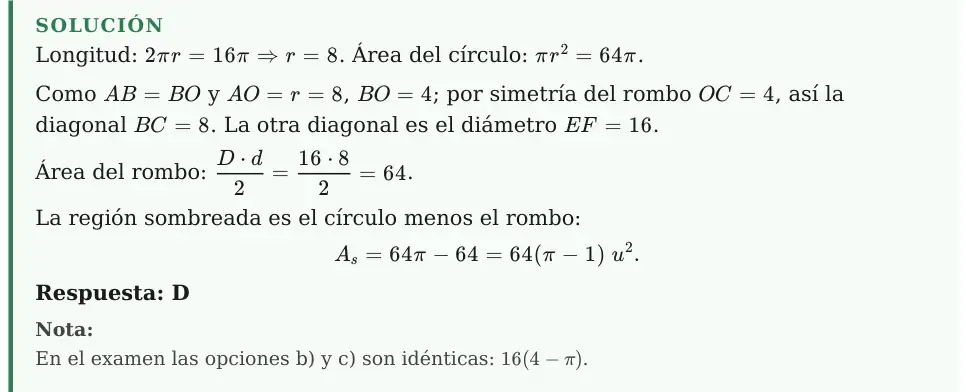 SOLUCIÓN
Longitud: 2πr = 16π ⇒ r = 8. Área del círculo: πr² = 64π.
Como AB = BO y AO = r = 8, BO = 4; por simetría del rombo OC = 4, así la
diagonal BC = 8. La otra diagonal es el diámetro EF = 16.
Área del rombo: D · d / 2 = 16 · 8 / 2 = 64.
La región sombreada es el círculo menos el rombo:
Aₛ = 64π − 64 = 64(π − 1) u².
Respuesta: D
Nota:
En el examen las opciones b) y c) son idénticas: 16(4 − π).